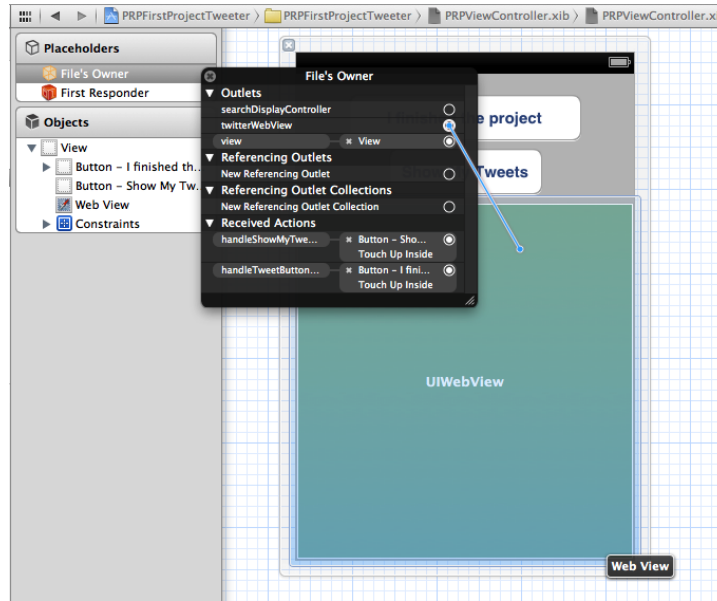 PRPFirstProjectTweeter PRPFirstProjectTweeter PRPViewController.xib PRPViewController.x
Placeholders
File's Owner
First Responder
Objects
View
Button – I finished th...
Button – Show My Tw...
Web View
Constraints
File's Owner
Outlets
searchDisplayController
twitterWebView
view View
Referencing Outlets
New Referencing Outlet
Referencing Outlet Collections
New Referencing Outlet Collection
Received Actions
handleShowMyTwe... Button – Sho...
Touch Up Inside
handleTweetButton... Button – I fini...
Touch Up Inside
e project
Tweets
UIWebView
Web View